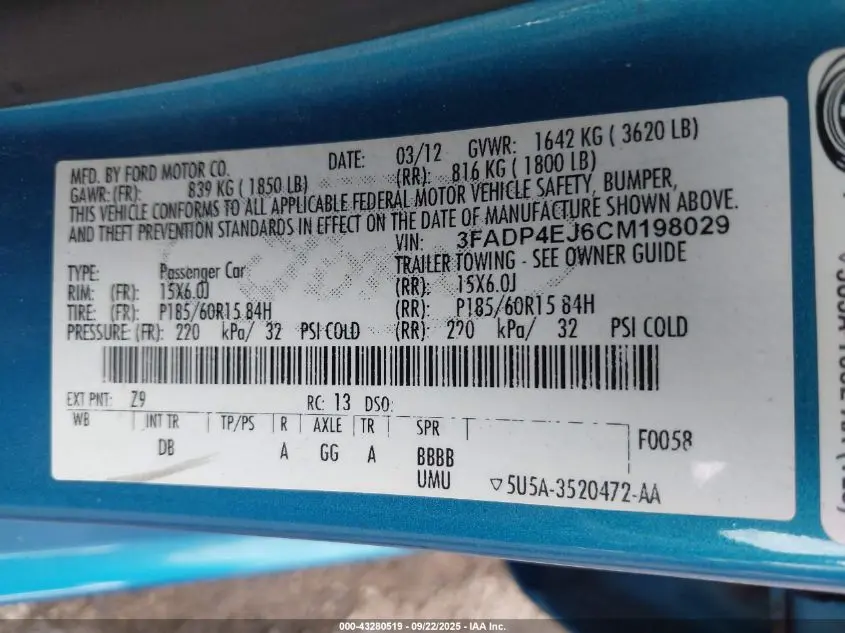 MFD. BY FORD MOTOR CO. DATE: 03/12 GVWR: 1642 KG ( 3620 LB)
GAWR:(FR): 839 KG ( 1850 LB) (RR): 816 KG ( 1800 LB)
THIS VEHICLE CONFORMS TO ALL APPLICABLE FEDERAL MOTOR VEHICLE SAFETY, BUMPER,
AND THEFT PREVENTION STANDARDS IN EFFECT ON THE DATE OF MANUFACTURE SHOWN ABOVE.
VIN: 3FADP4EJ6CM198029
TYPE: Passenger Car TRAILER TOWING - SEE OWNER GUIDE
RIM: (FR): 15X6.0J (RR): 15X6.0J
TIRE: (FR): P185/60R15 84H (RR): P185/60R15 84H
PRESSURE:(FR): 220 kPa/ 32 PSI COLD (RR): 220 kPa/ 32 PSI COLD
EXT PNT: Z9 RC: 13 DSO:
WB INT TR TP/PS R AXLE TR SPR F0058
DB A GG A BBBB
UMU ▽5U5A-3520472-AA
000-43280519 - 09/22/2025 - IAA Inc.